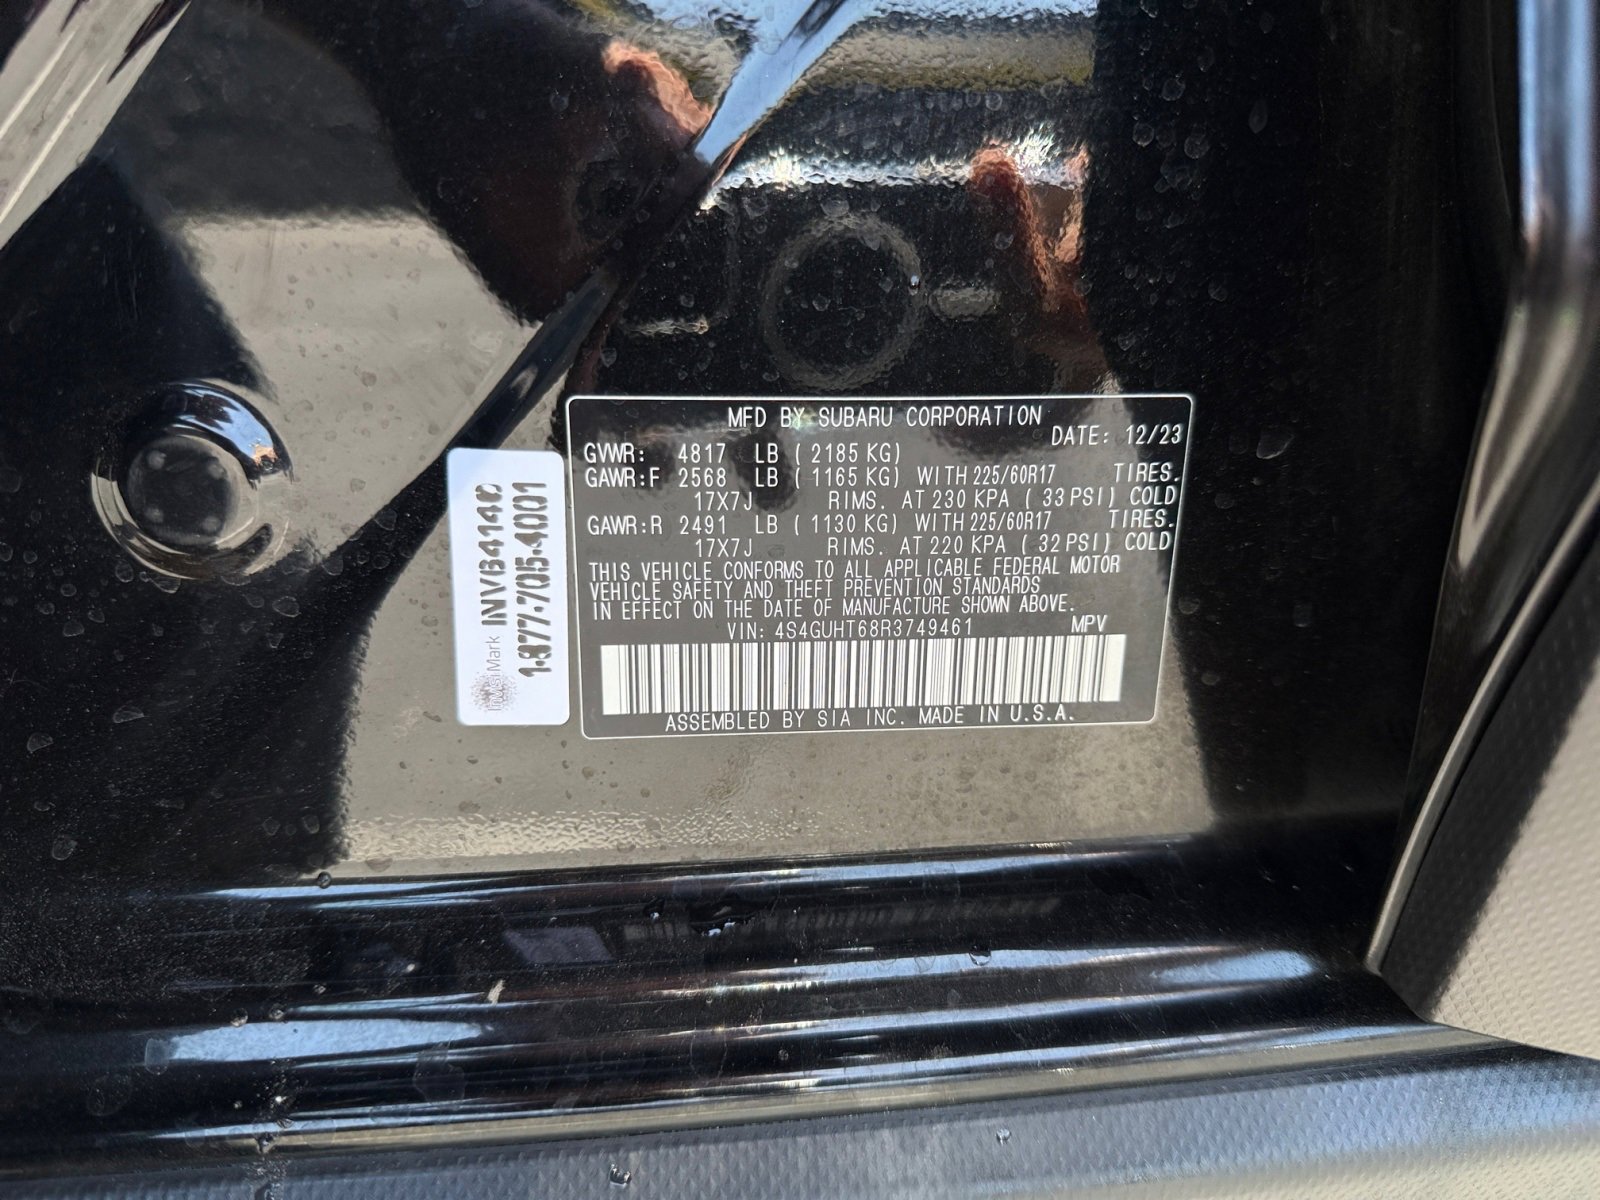 MFD BY SUBARU CORPORATION
DATE: 12/23
GVWR: 4817 LB ( 2185 KG)
GAWR:F 2568 LB ( 1165 KG) WITH 225/60R17 TIRES.
17X7J RIMS. AT 230 KPA ( 33 PSI) COLD
GAWR:R 2491 LB ( 1130 KG) WITH 225/60R17 TIRES.
17X7J RIMS. AT 220 KPA ( 32 PSI) COLD
THIS VEHICLE CONFORMS TO ALL APPLICABLE FEDERAL MOTOR
VEHICLE SAFETY AND THEFT PREVENTION STANDARDS
IN EFFECT ON THE DATE OF MANUFACTURE SHOWN ABOVE.
VIN: 4S4GUHT68R3749461 MPV
ASSEMBLED BY SIA INC. MADE IN U.S.A.
InvisiMark INVB41140
1-877-705-4001